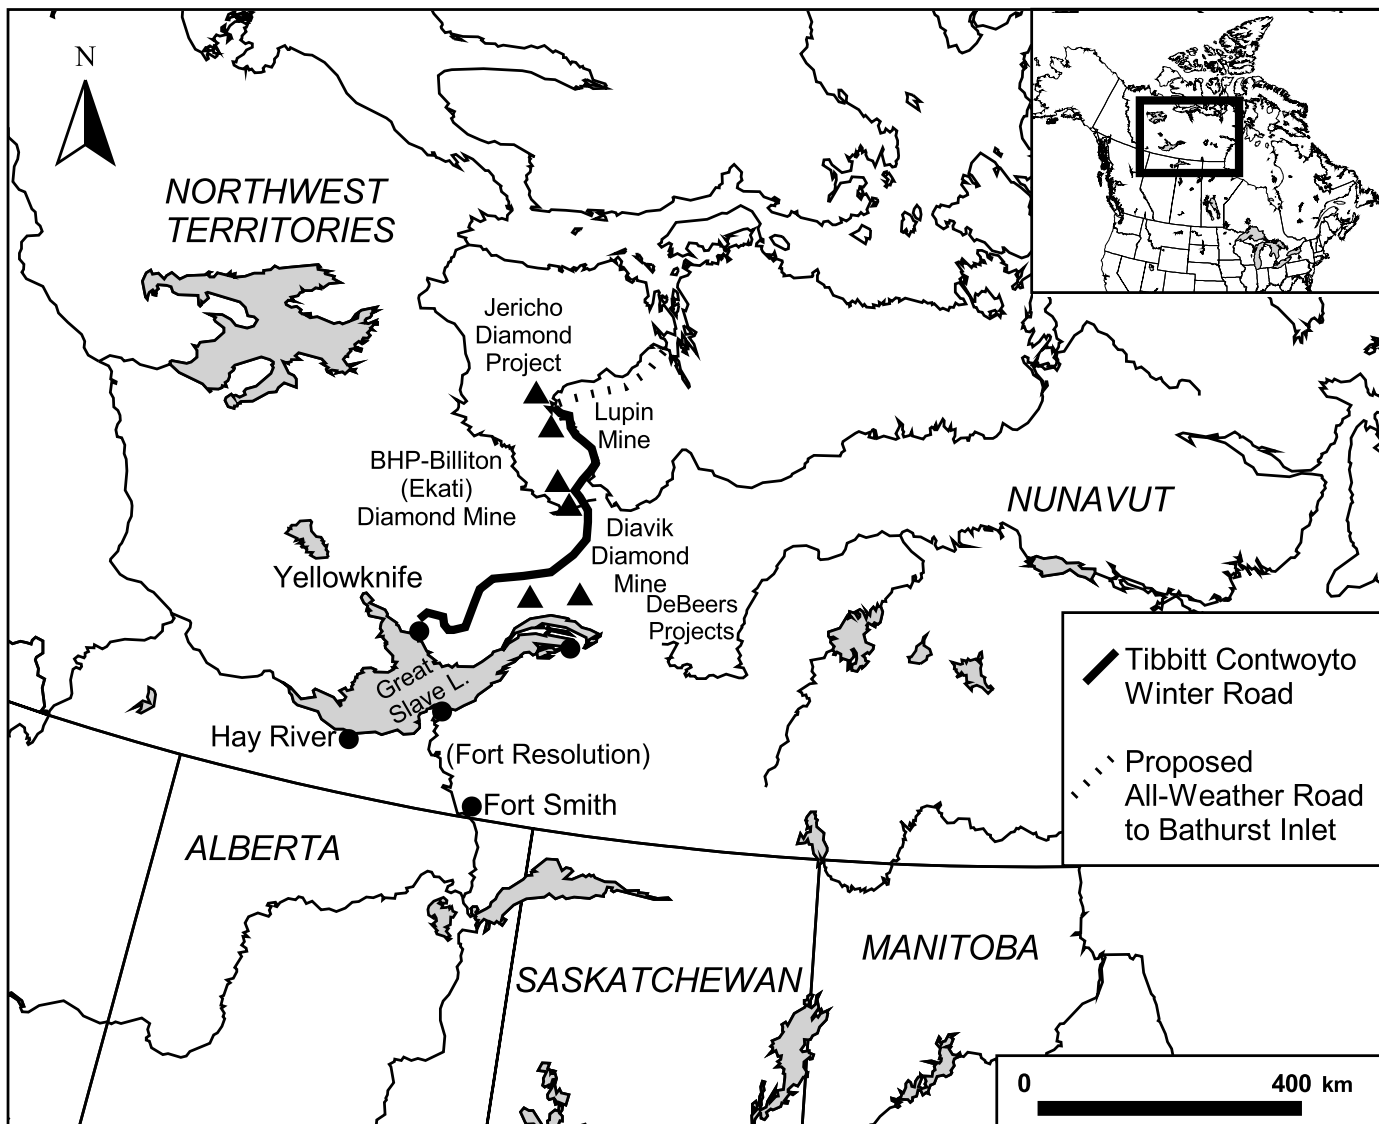 N
NORTHWEST
TERRITORIES
Jericho
Diamond
Project
Lupin
Mine
BHP-Billiton
(Ekati)
Diamond Mine
NUNAVUT
Diavik
Diamond
Mine
Yellowknife
DeBeers
Projects
Great
Slave L.
Hay River
(Fort Resolution)
Fort Smith
ALBERTA
SASKATCHEWAN
MANITOBA
Tibbitt Contwoyto
Winter Road
Proposed
All-Weather Road
to Bathurst Inlet
0 400 km